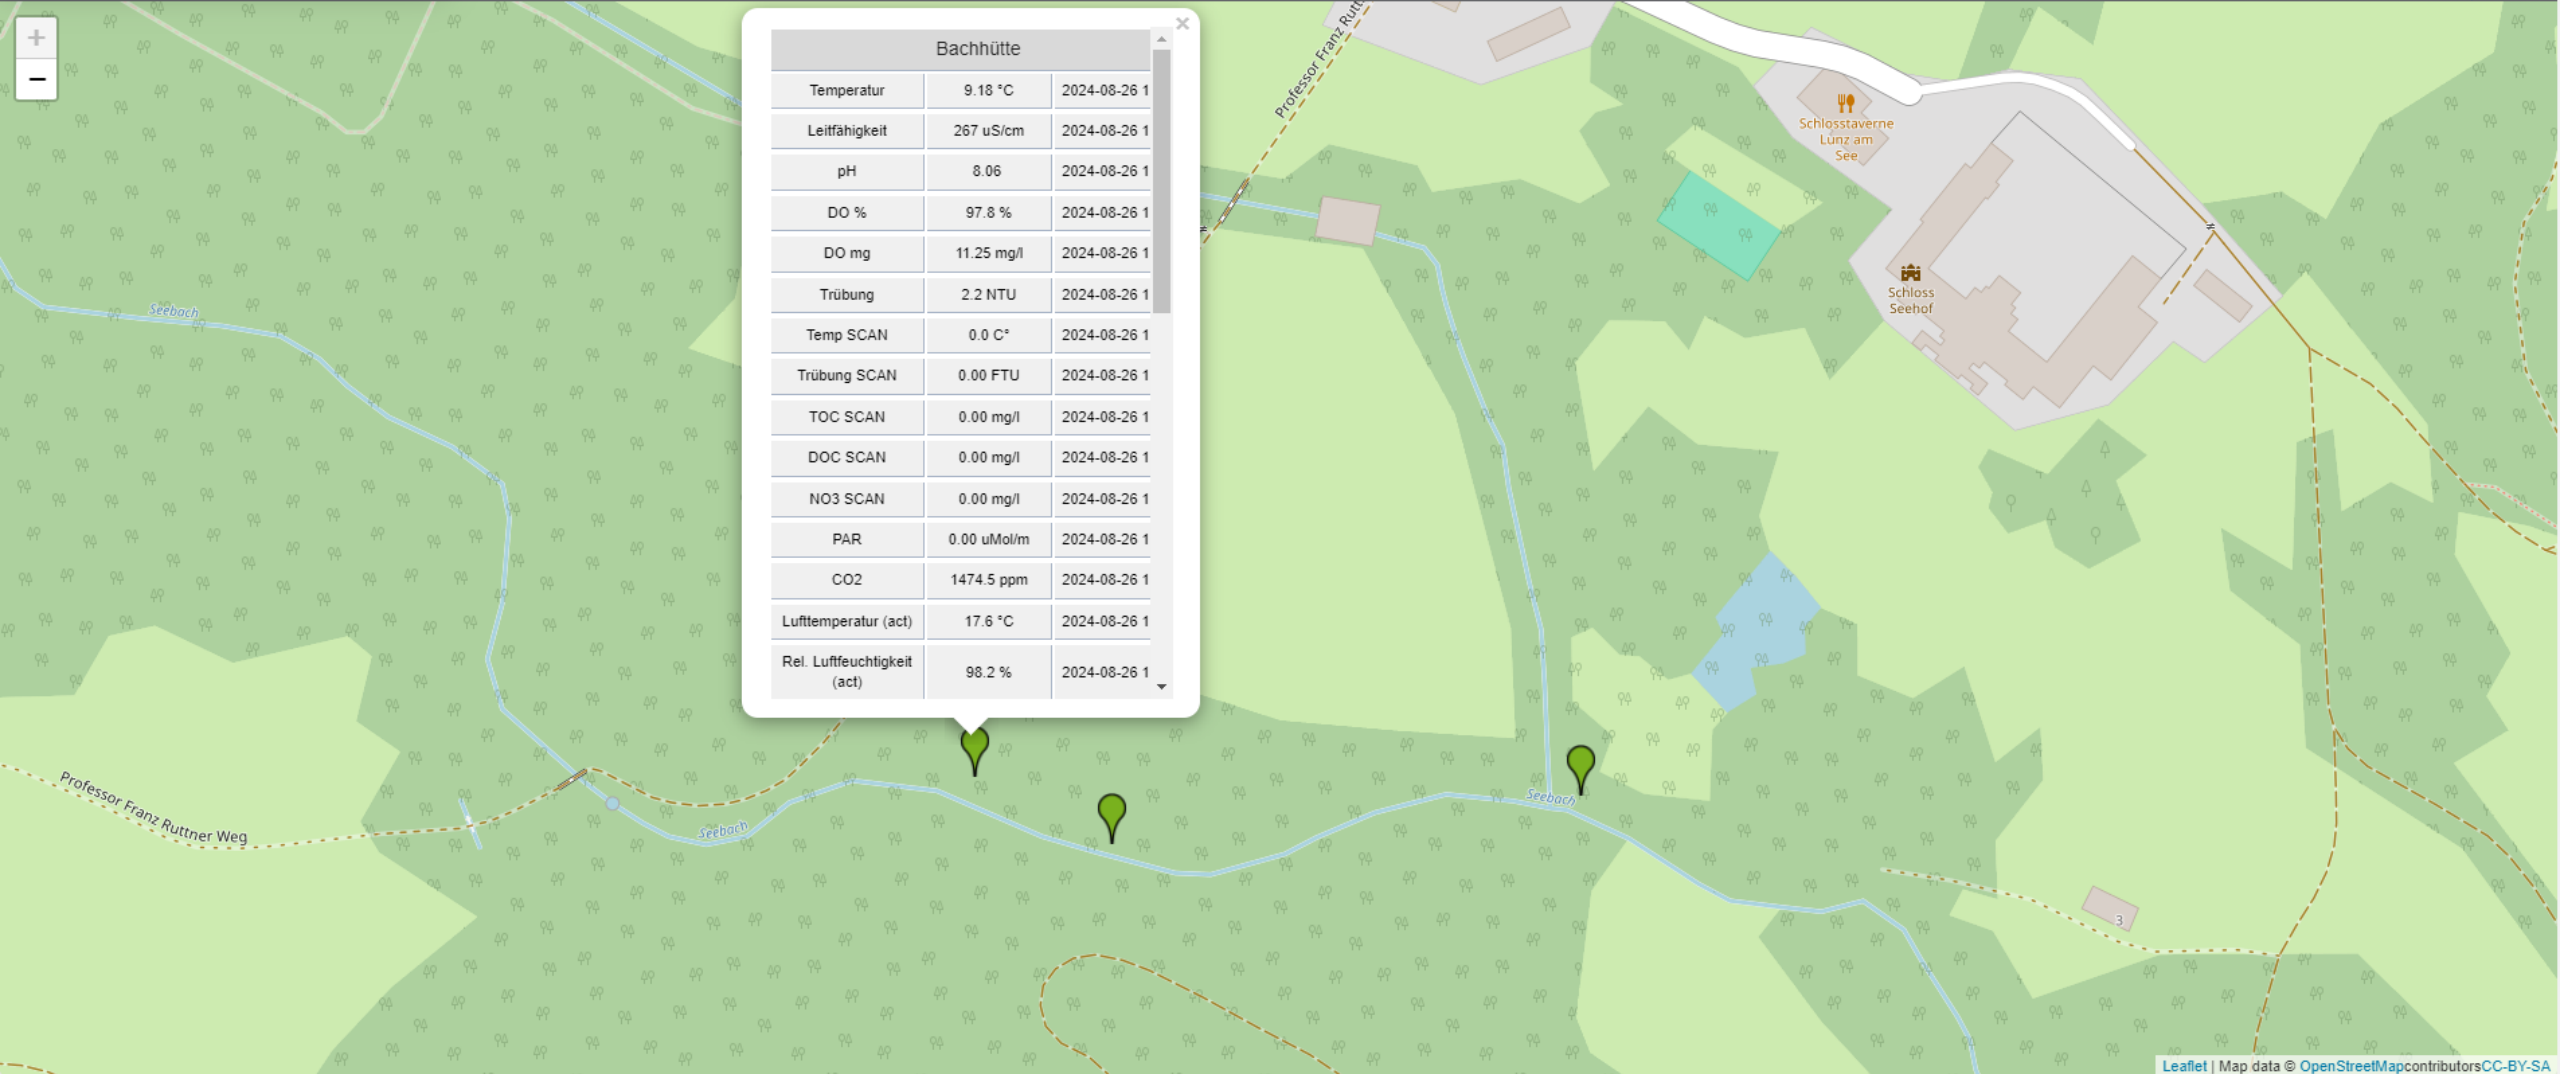 +
−
×
Bachhütte
Temperatur 9.18 °C 2024-08-26 1
Leitfähigkeit 267 uS/cm 2024-08-26 1
pH 8.06 2024-08-26 1
DO % 97.8 % 2024-08-26 1
DO mg 11.25 mg/l 2024-08-26 1
Trübung 2.2 NTU 2024-08-26 1
Temp SCAN 0.0 C° 2024-08-26 1
Trübung SCAN 0.00 FTU 2024-08-26 1
TOC SCAN 0.00 mg/l 2024-08-26 1
DOC SCAN 0.00 mg/l 2024-08-26 1
NO3 SCAN 0.00 mg/l 2024-08-26 1
PAR 0.00 uMol/m 2024-08-26 1
CO2 1474.5 ppm 2024-08-26 1
Lufttemperatur (act) 17.6 °C 2024-08-26 1
Rel. Luftfeuchtigkeit
(act) 98.2 % 2024-08-26 1
Professor Franz Rutt
Schlosstaverne
Lunz am
See
Schloss
Seehof
Seebach
Professor Franz Ruttner Weg
Seebach
Seebach
3
Leaflet | Map data © OpenStreetMapcontributorsCC-BY-SA